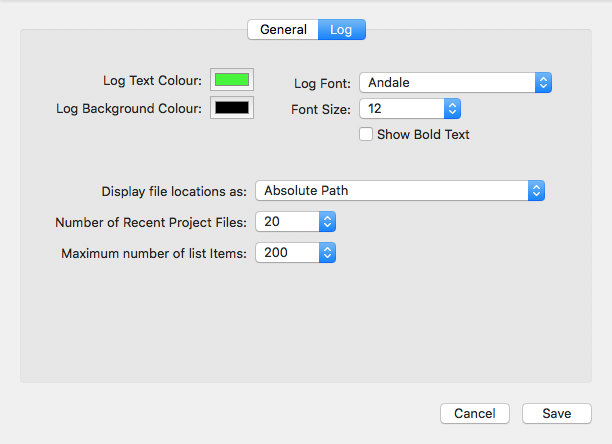 General Log
Log Text Colour:
Log Font: Andale
Log Background Colour:
Font Size: 12
Show Bold Text
Display file locations as: Absolute Path
Number of Recent Project Files: 20
Maximum number of list Items: 200
Cancel Save